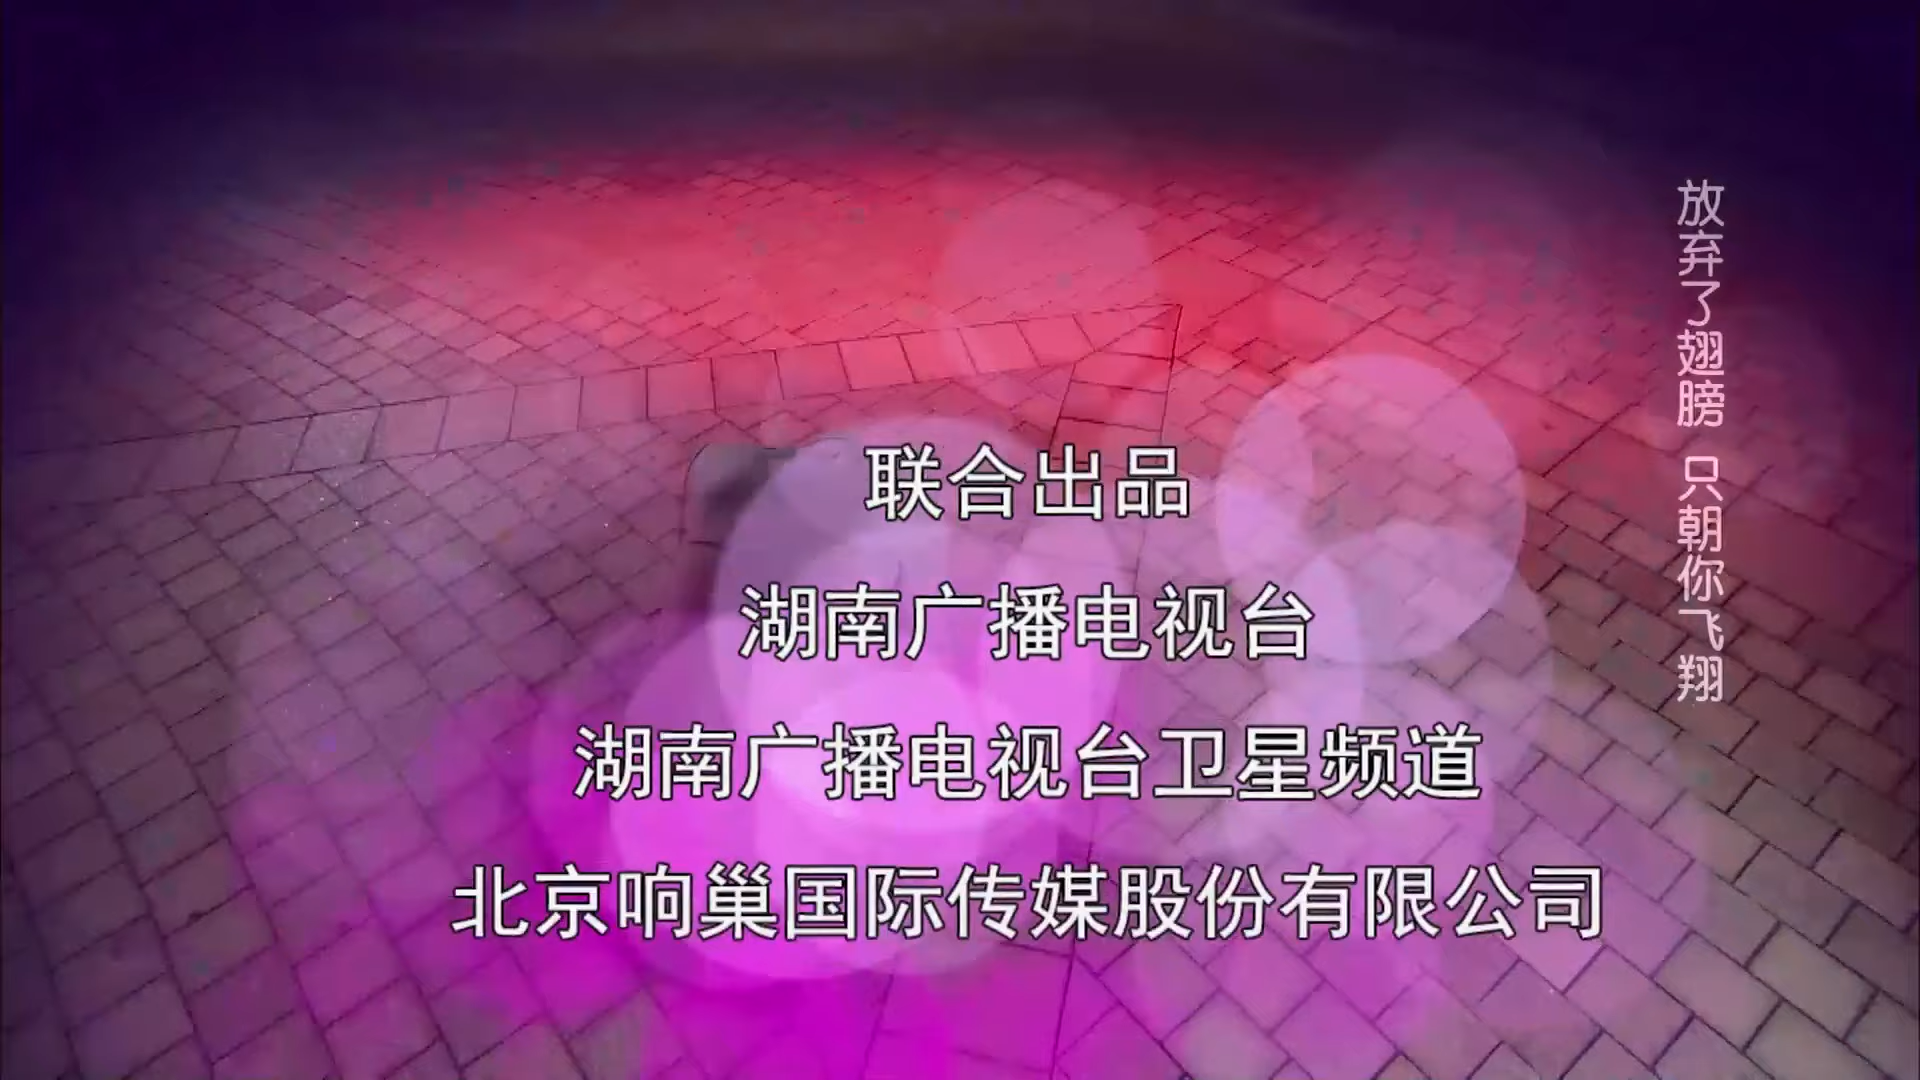 联合出品
湖南广播电视台
湖南广播电视台卫星频道
北京响巢国际传媒股份有限公司
放弃了翅膀 只朝你飞翔